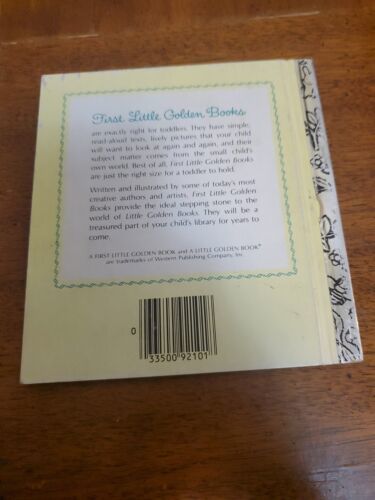 First Little Golden Books
are exactly right for toddlers. They have simple,
read-aloud texts, lively pictures that your child
will want to look at again and again, and their
subject matter comes from the small child's
own world. Best of all, First Little Golden Books
are just the right size for a toddler to hold.
Written and illustrated by some of today's most
creative authors and artists, First Little Golden
Books provide the ideal stepping stone to the
world of Little Golden Books. They will be a
treasured part of your child's library for years to
come.
A FIRST LITTLE GOLDEN BOOK and A LITTLE GOLDEN BOOK®
are trademarks of Western Publishing Company, Inc.
0
33500 92101